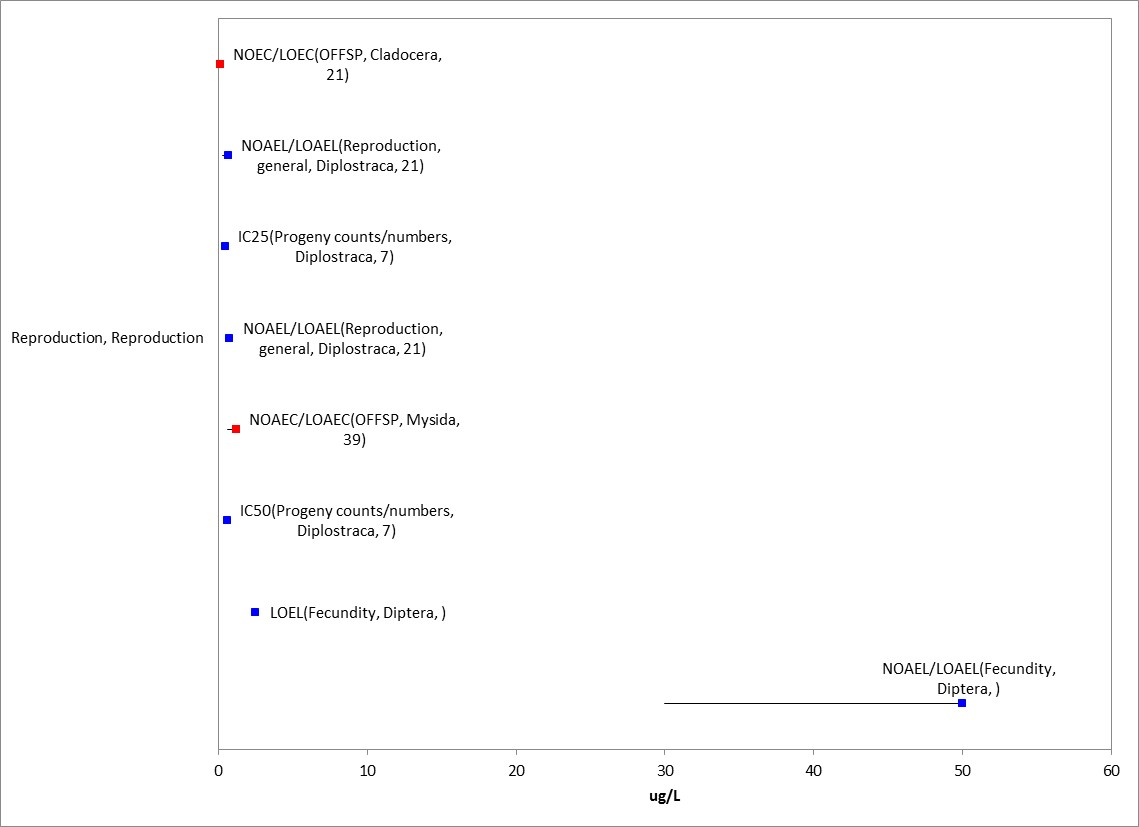 NOEC/LOEC(OFFSP, Cladocera,
21)
NOAEL/LOAEL(Reproduction,
general, Diplostraca, 21)
IC25(Progeny counts/numbers,
Diplostraca, 7)
Reproduction, Reproduction
NOAEL/LOAEL(Reproduction,
general, Diplostraca, 21)
NOAEC/LOAEC(OFFSP, Mysida,
39)
IC50(Progeny counts/numbers,
Diplostraca, 7)
LOEL(Fecundity, Diptera, )
NOAEL/LOAEL(Fecundity,
Diptera, )
0 10 20 30 40 50 60
ug/L